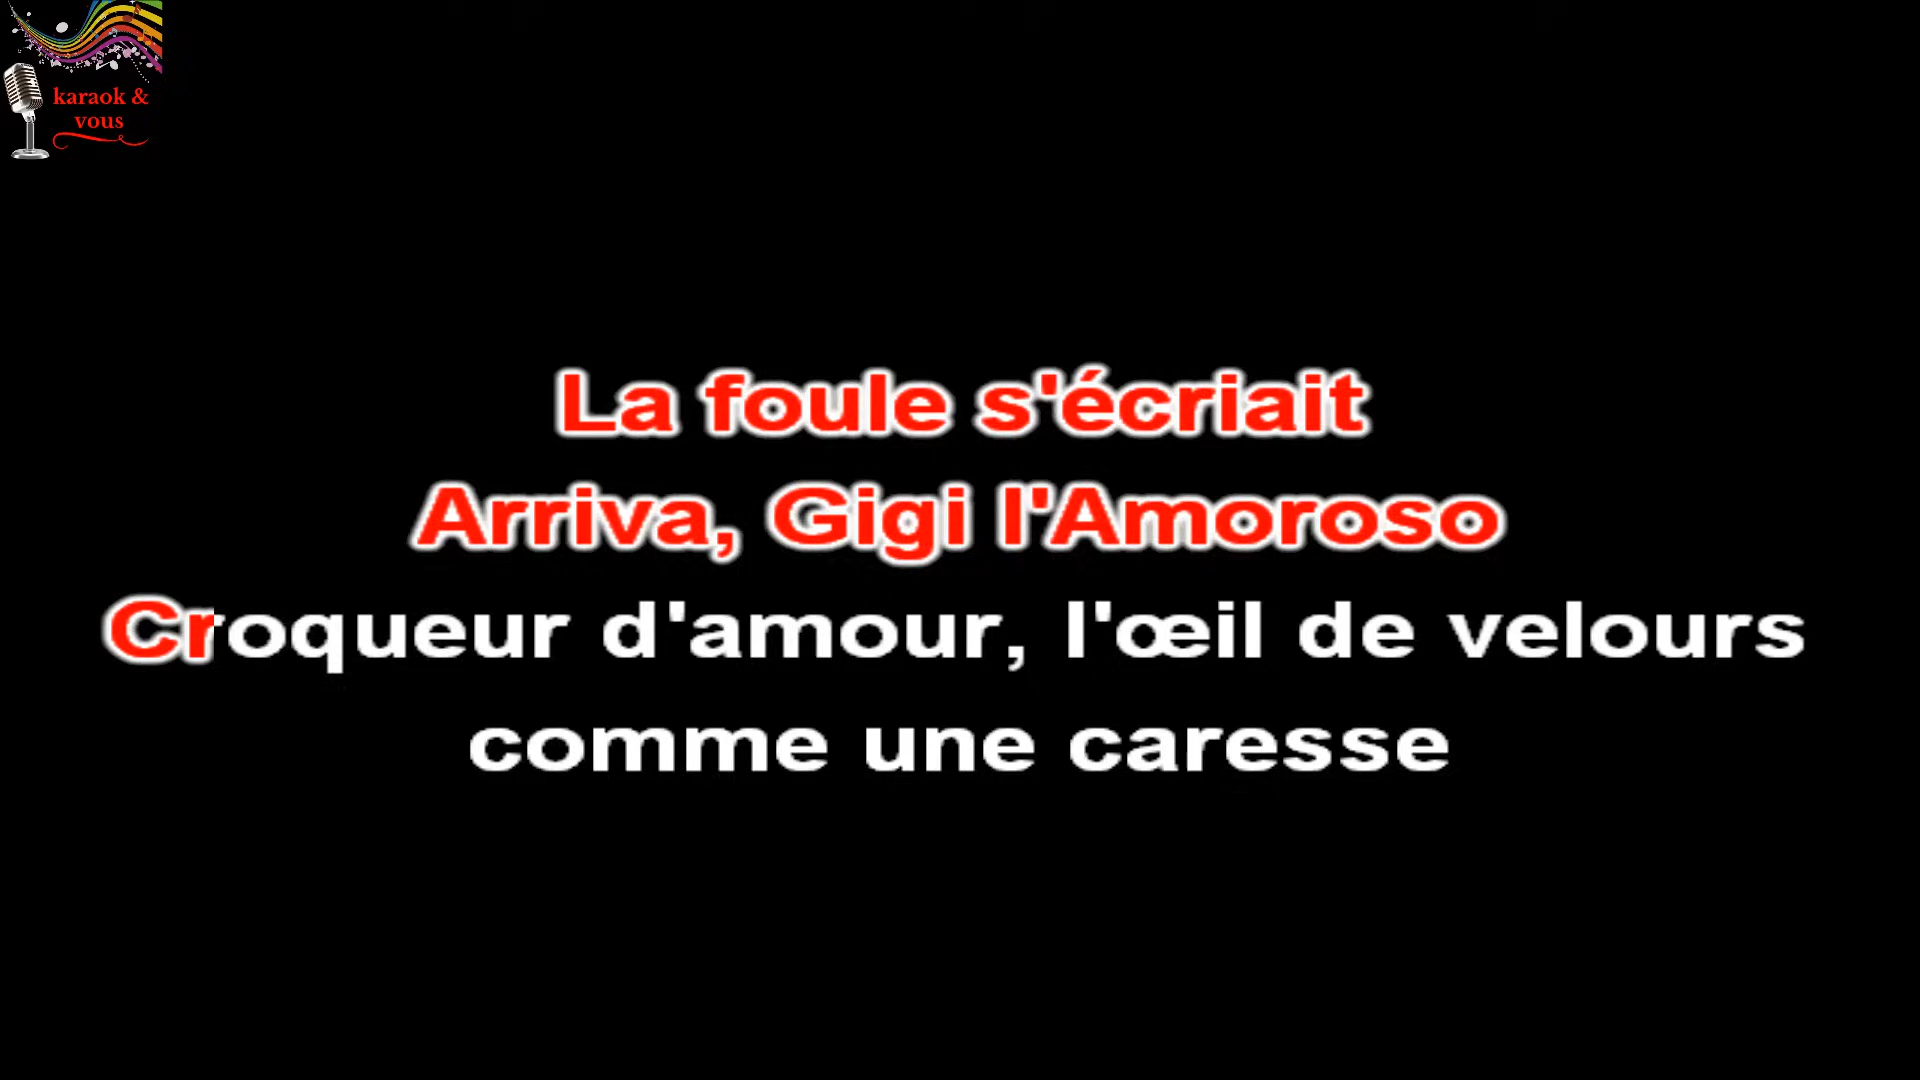 karaok &
vous
La foule s'écriait
Arriva, Gigi l'Amoroso
Croqueur d'amour, l'œil de velours
comme une caresse